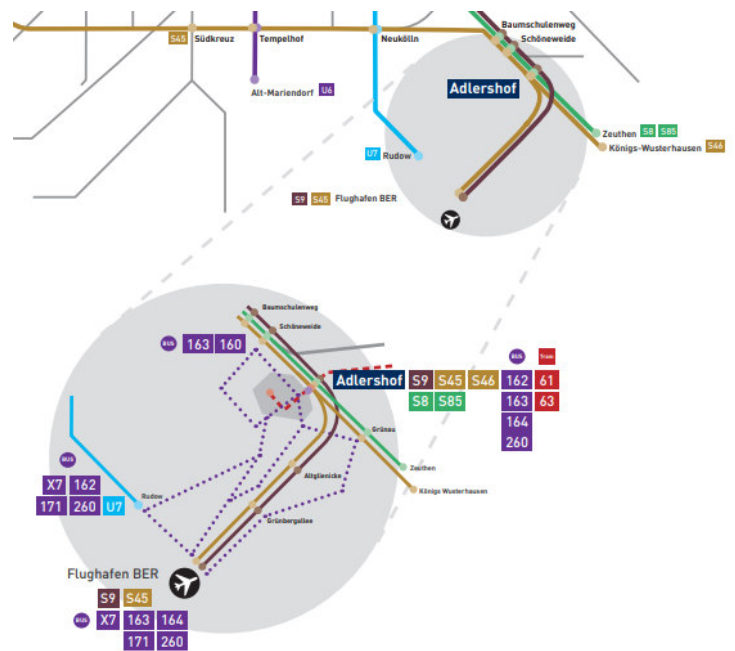 Baumschulenweg
S45 Südkreuz Tempelhof Neukölln Schöneweide
Alt-Mariendorf U6
Adlershof
Zeuthen S8 S85
U7 Rudow
Königs-Wusterhausen S46
S9 S45 Flughafen BER
Baumschulenweg
Schöneweide
BUS 163 160
BUS Tram
Adlershof S9 S45 S46 162 61
S8 S85 163 63
164
260
Grünau
BUS
Zeuthen
Allglienicke
X7 162
Rudow
Königs Wusterhausen
171 260 U7
Grünbergallee
Flughafen BER
S9 S45
BUS X7 163 164
171 260